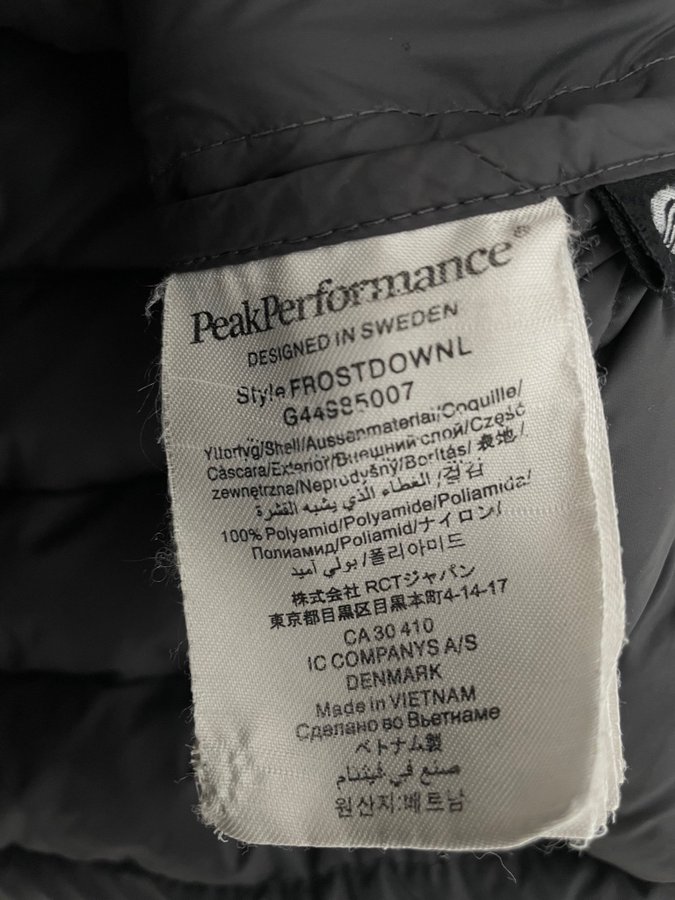 PeakPerformance®
DESIGNED IN SWEDEN
Style FROSTDOWNL
G44985007
Yttertyg/Shell/Aussenmaterial/Coquille/
Cáscara/Exterior/Внешний слой/Część
zewnętrzna/Neprodyšný/Borítás/表地/
겉감/ العطاء الذي يشبه القشرة
100% Polyamid/Polyamide/Poliamida/
Полиамид/Poliamid/ナイロン/
폴리아미드/بولي أميد
株式会社 RCTジャパン
東京都目黒区目黒本町4-14-17
CA 30 410
IC COMPANYS A/S
DENMARK
Made in VIETNAM
Сделано во Вьетнаме
ベトナム製
صنع في فيتنام
원산지:베트남